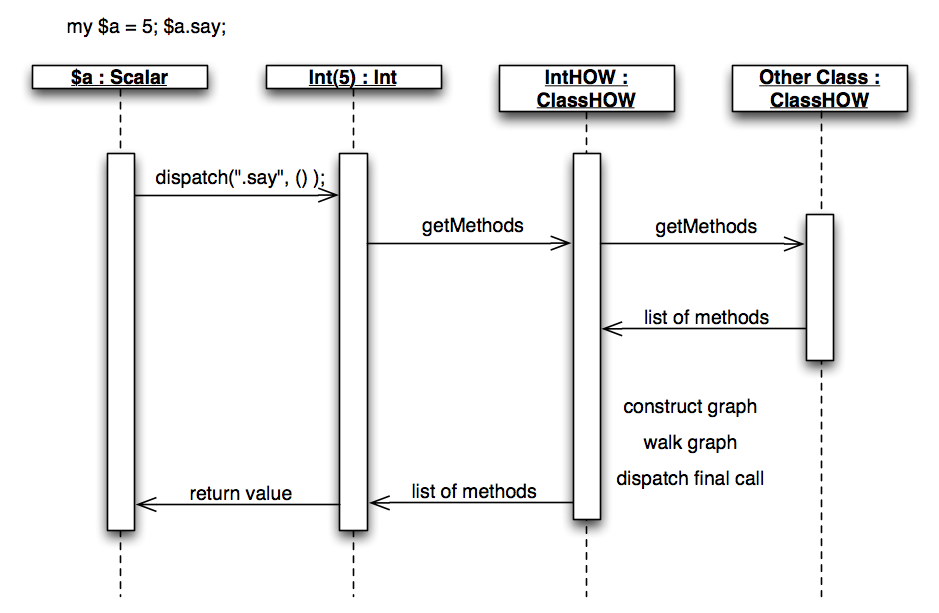 my $a = 5; $a.say;
$a : Scalar
Int(5) : Int
IntHOW :
ClassHOW
Other Class :
ClassHOW
dispatch(".say", () );
getMethods
getMethods
list of methods
construct graph
walk graph
dispatch final call
return value
list of methods